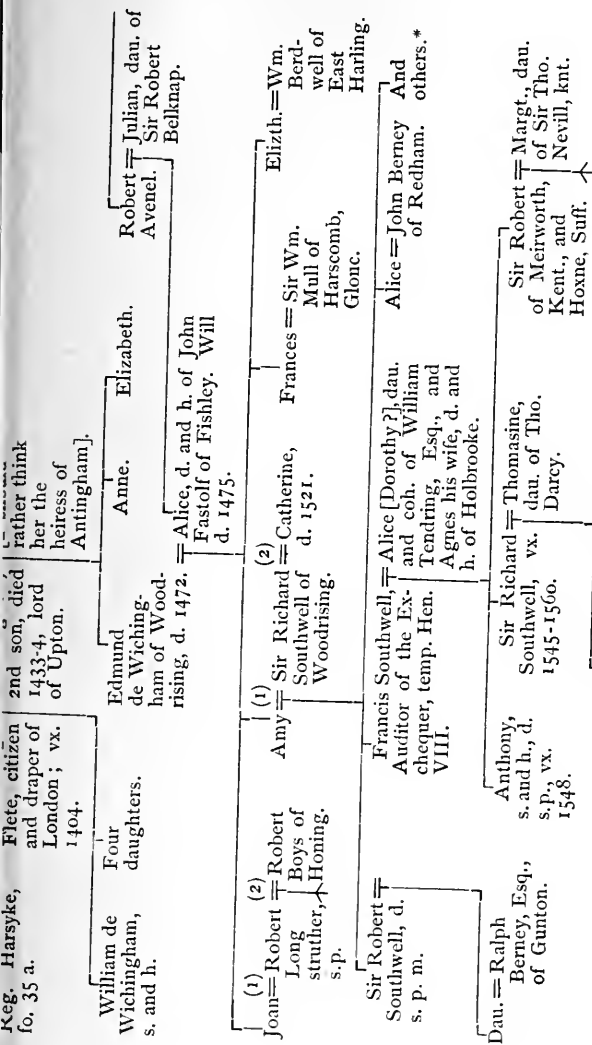 Reg. Harsyke,
fo. 35 a.
Flete, citizen
and draper of
London ; vx.
1404.
2nd son, died
1433-4, lord
of Upton.
rather think
her the
heiress of
Antingham].
Robert = Julian, dau. of
Avenel. Sir Robert
Belknap.
William de
Wichingham,
s. and h.
Four
daughters.
Edmund
de Wiching-
ham of Wood-
rising, d. 1472.
Anne.
Elizabeth.
= Alice, d. and h. of John
Fastolf of Fishley. Will
d. 1475.
(1) (2)
Joan = Robert = Robert
Long Boys of
struther, Honing.
s.p.
(1) (2)
Amy = Sir Richard = Catherine,
Southwell of d. 1521.
Woodrising.
Frances = Sir Wm.
Mull of
Harscomb,
Glouc.
Elizth. = Wm.
Berd-
well of
East
Harling.
Sir Robert =
Southwell, d.
s. p. m.
Francis Southwell, = Alice [Dorothy ?], dau.
Auditor of the Ex- and coh. of William
chequer, temp. Hen. Tendring, Esq., and
VIII. Agnes his wife, d. and
h. of Holbrooke.
Alice = John Berney
of Redham.
And
others.*
Dau. = Ralph
Berney, Esq.,
of Gunton.
Anthony,
s. and h., d.
s.p., vx.
1548.
Sir Richard = Thomasine,
Southwell, vx. dau. of Tho.
1545-1560. Darcy.
Sir Robert = Margt., dau.
of Meirworth, of Sir Tho.
Kent., and Nevill, knt.
Hoxne, Suff.